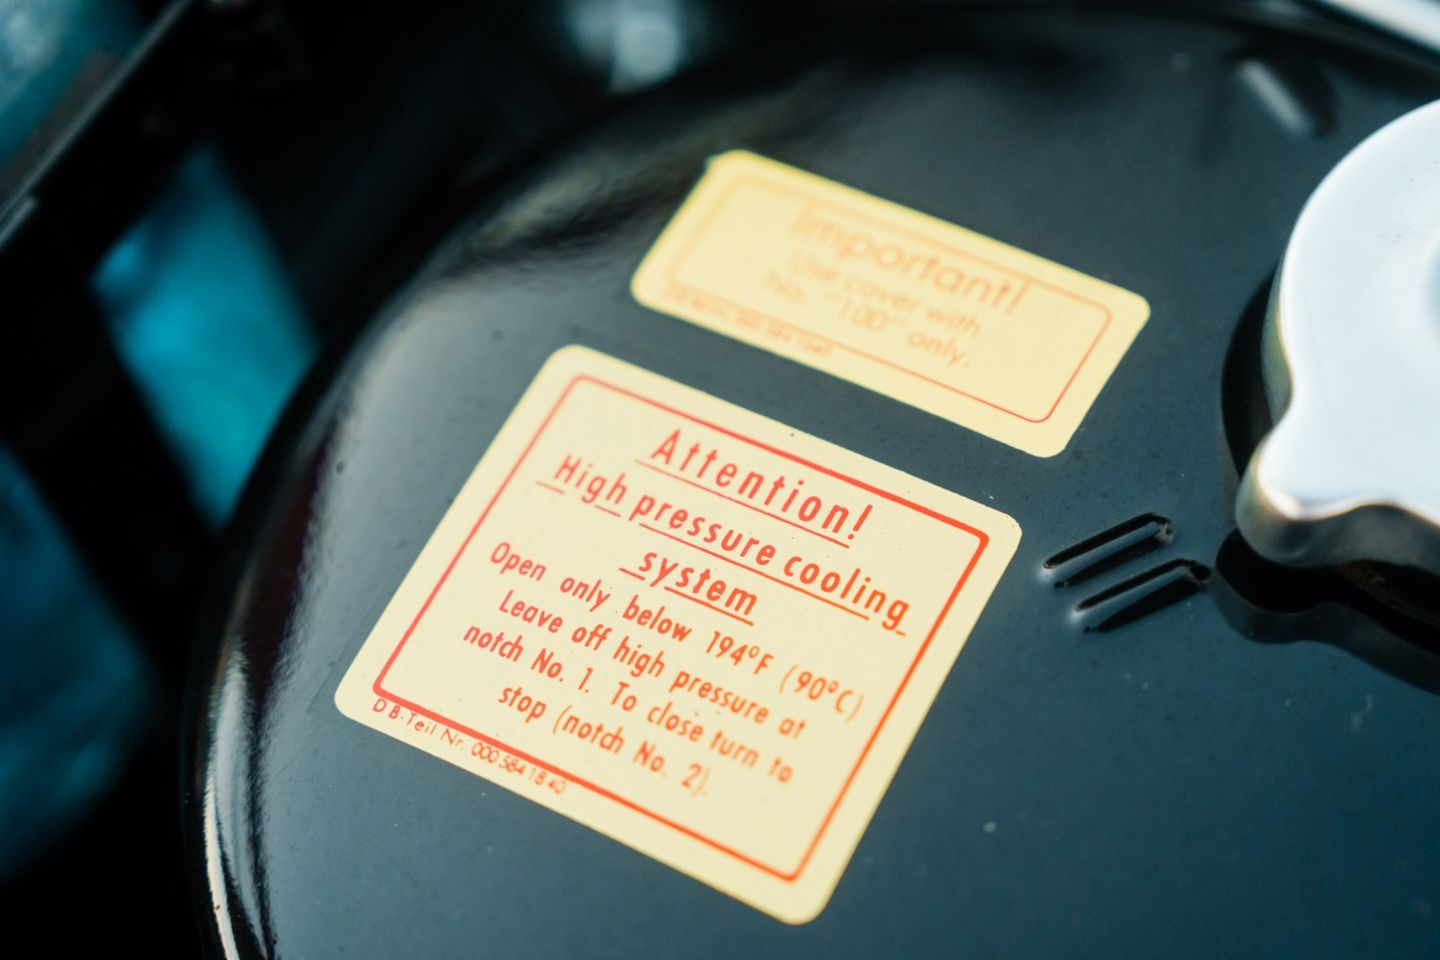 Important!
Use cover with
No. "100" only.
Attention!
High pressure cooling
system
Open only below 194°F (90°C)
Leave off high pressure at
notch No. 1. To close turn to
stop (notch No. 2).
DB-Teil Nr. 000 584 18 40